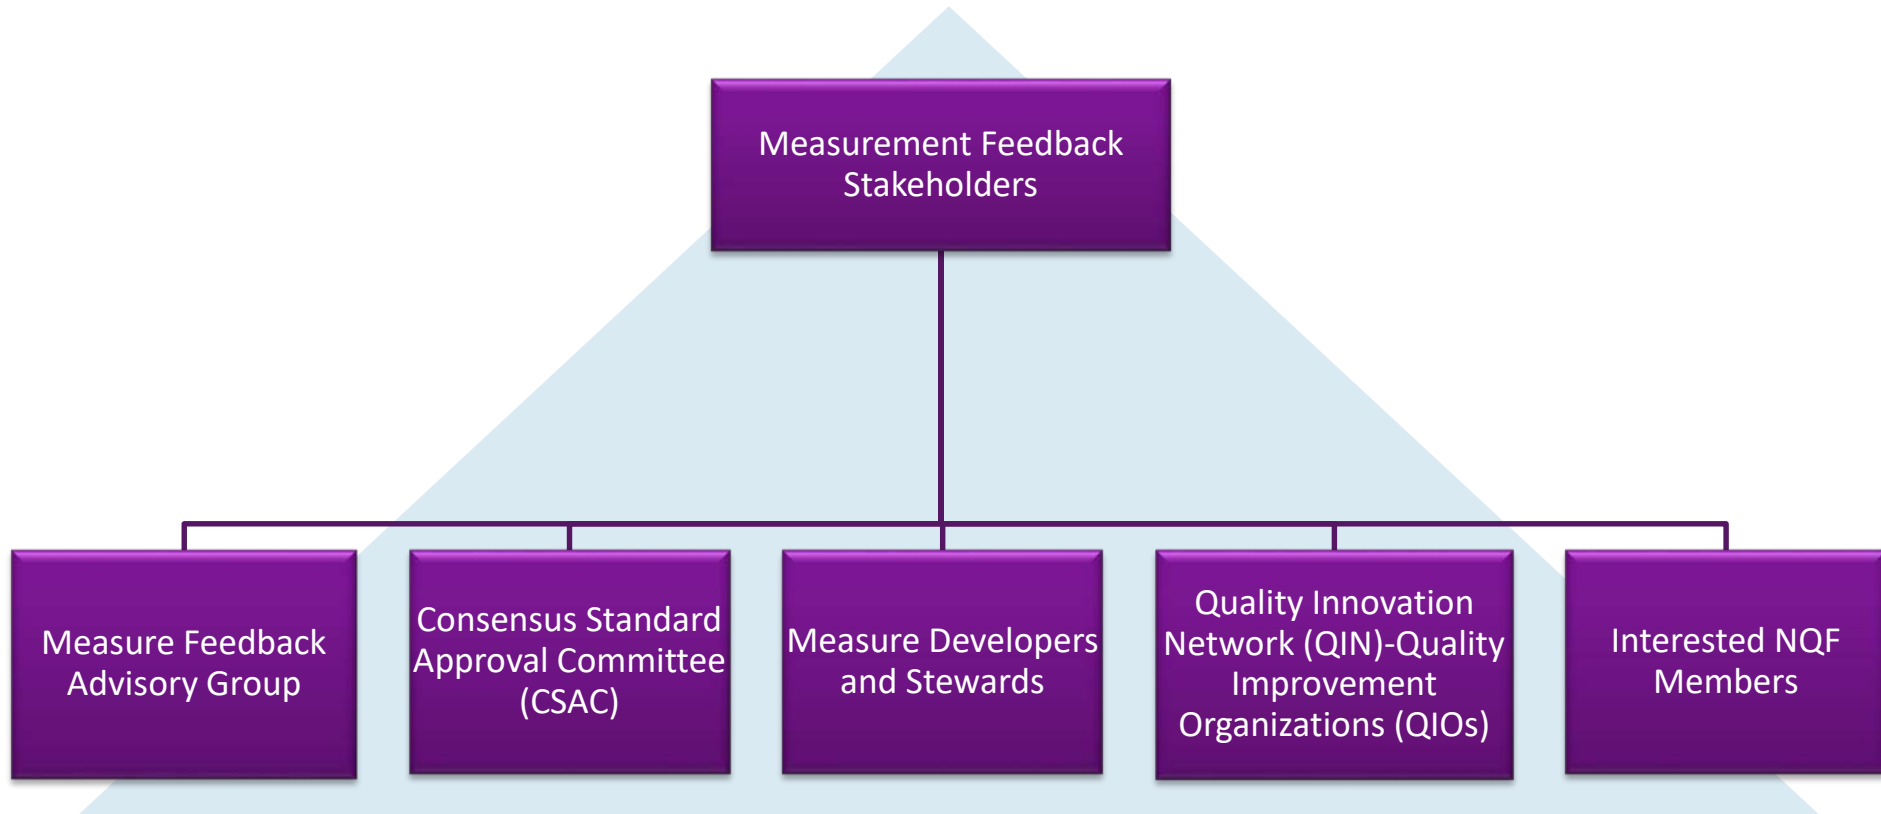 Measurement Feedback
Stakeholders
Measure Feedback
Advisory Group
Consensus Standard
Approval Committee
(CSAC)
Measure Developers
and Stewards
Quality Innovation
Network (QIN)-Quality
Improvement
Organizations (QIOs)
Interested NQF
Members